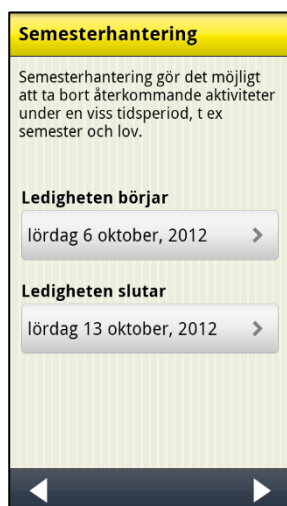 Semesterhantering
Semesterhantering gör det möjligt
att ta bort återkommande aktiviteter
under en viss tidsperiod, t ex
semester och lov.
Ledigheten börjar
lördag 6 oktober, 2012
Ledigheten slutar
lördag 13 oktober, 2012